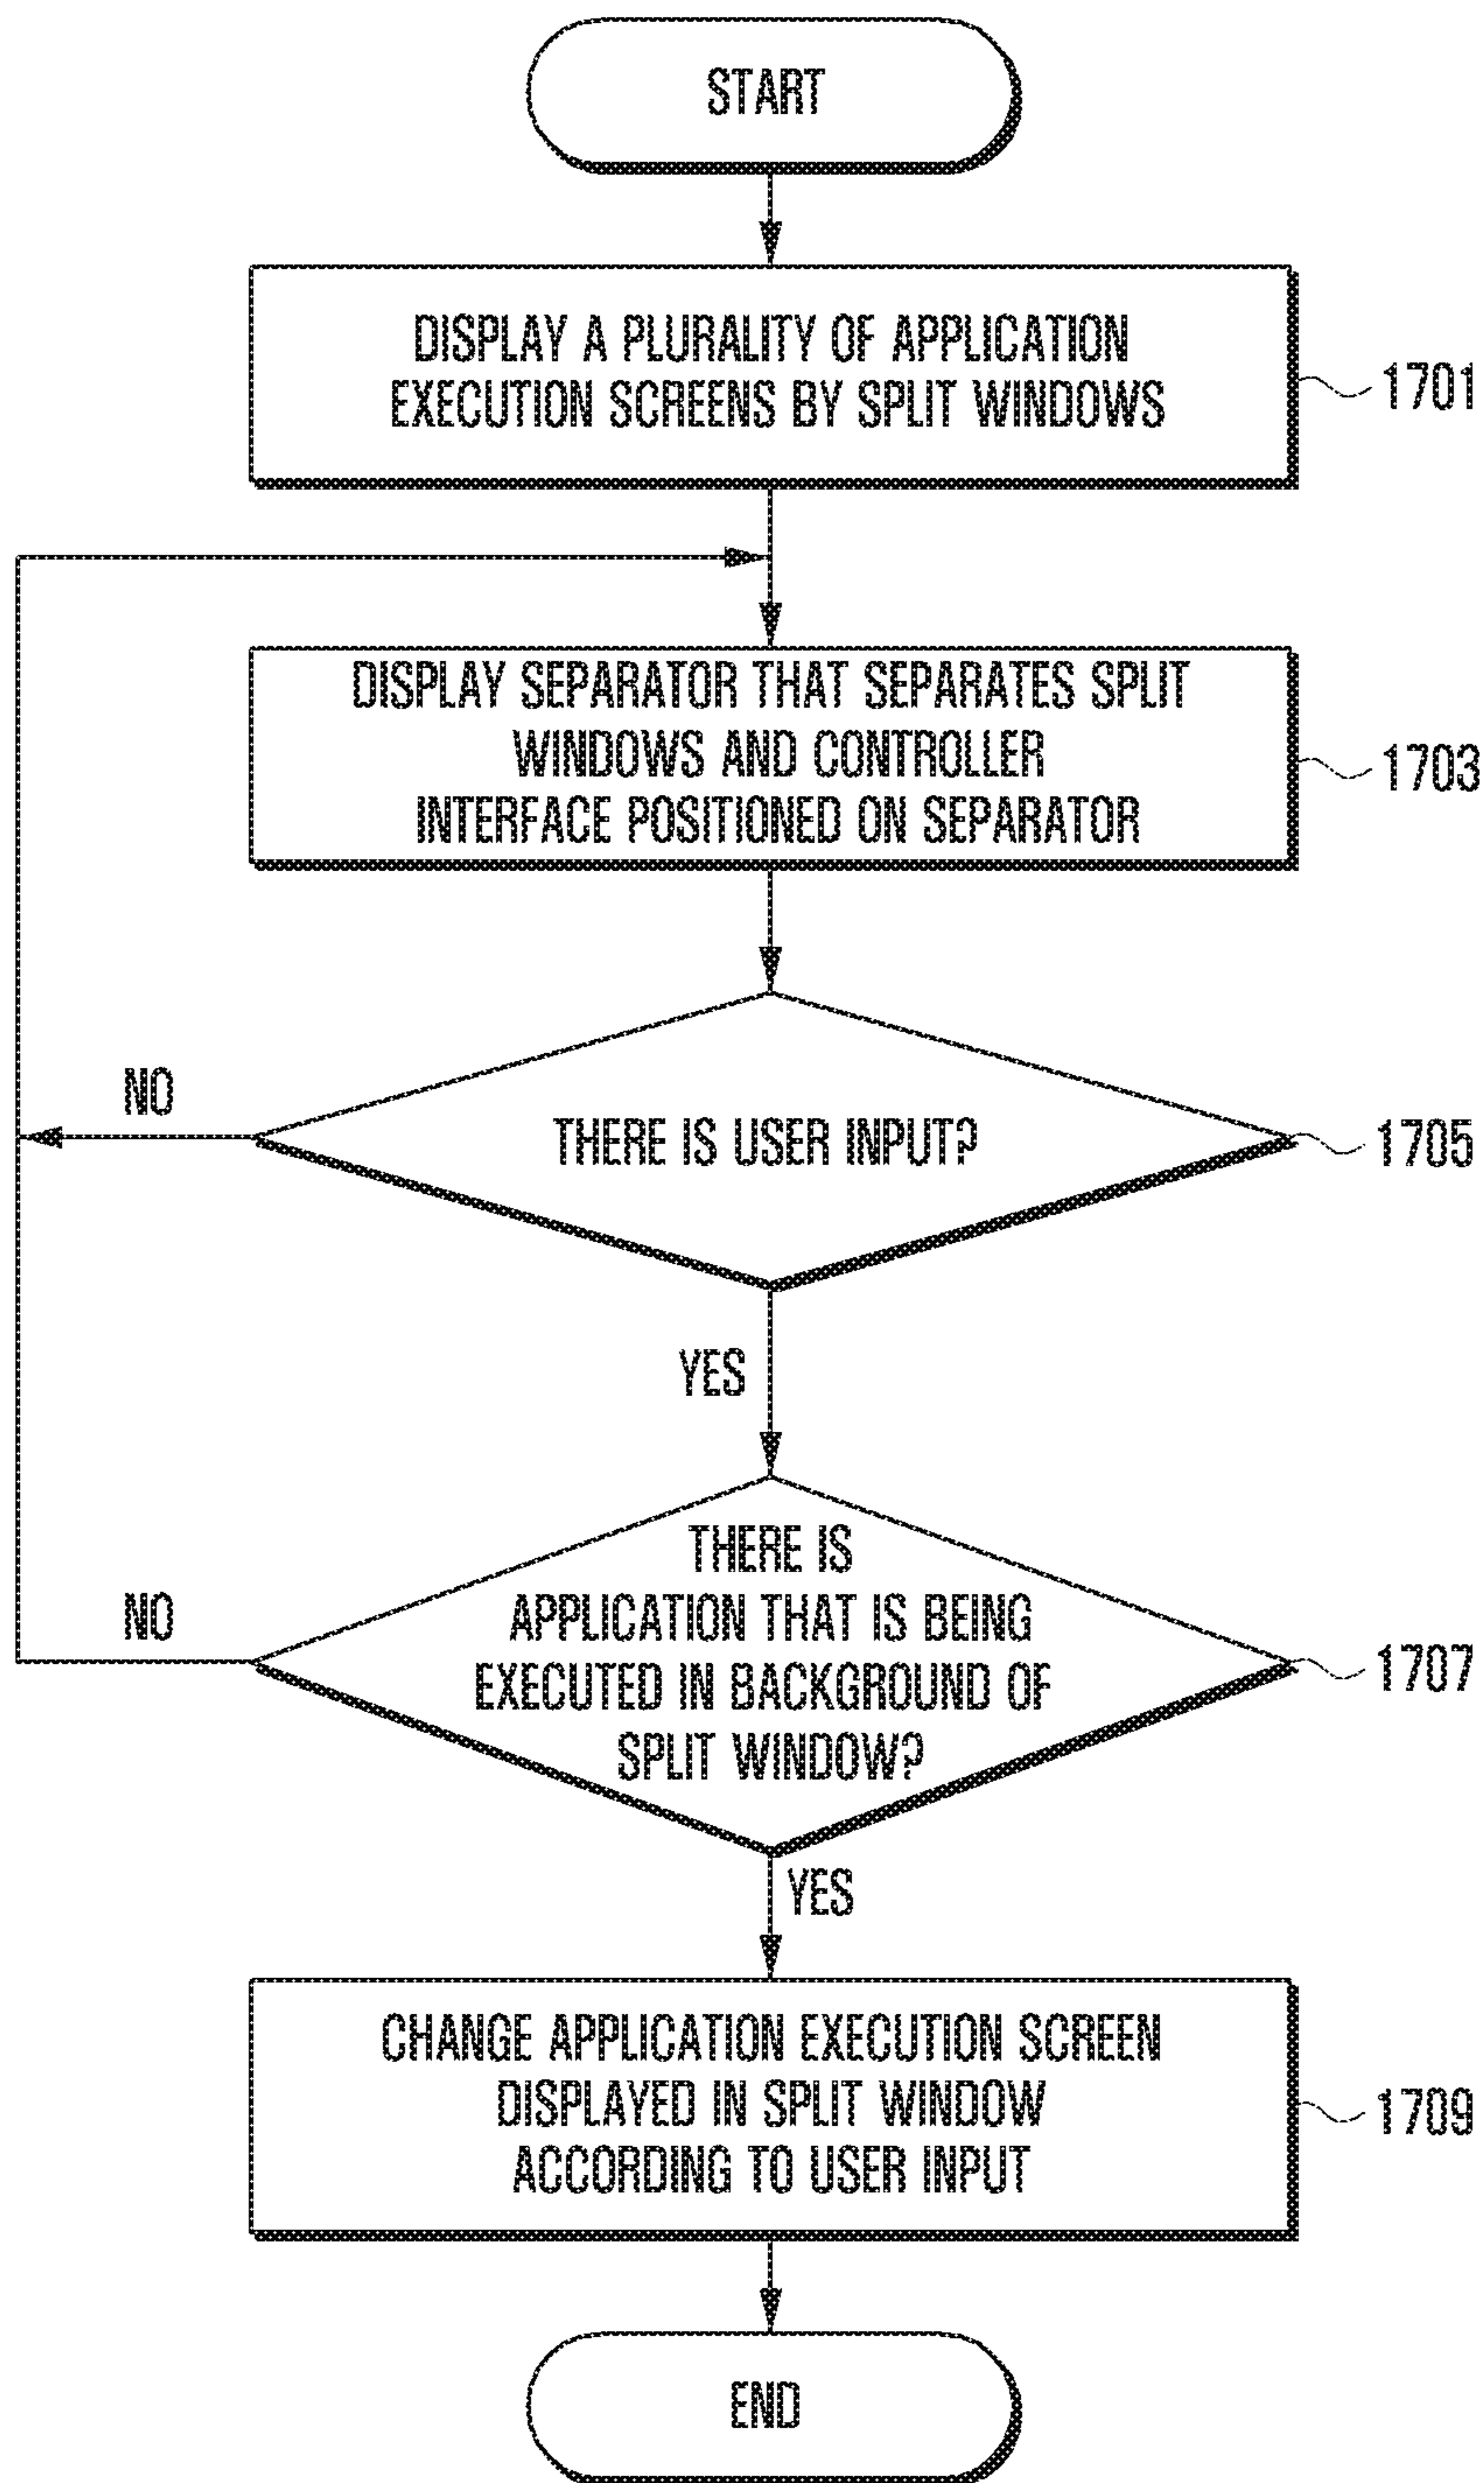 START
DISPLAY A PLURALITY OF APPLICATION
EXECUTION SCREENS BY SPLIT WINDOWS
1701
DISPLAY SEPARATOR THAT SEPARATES SPLIT
WINDOWS AND CONTROLLER
INTERFACE POSITIONED ON SEPARATOR
1703
NO
THERE IS USER INPUT?
1705
YES
THERE IS
APPLICATION THAT IS BEING
EXECUTED IN BACKGROUND OF
SPLIT WINDOW?
NO
1707
YES
CHANGE APPLICATION EXECUTION SCREEN
DISPLAYED IN SPLIT WINDOW
ACCORDING TO USER INPUT
1709
END